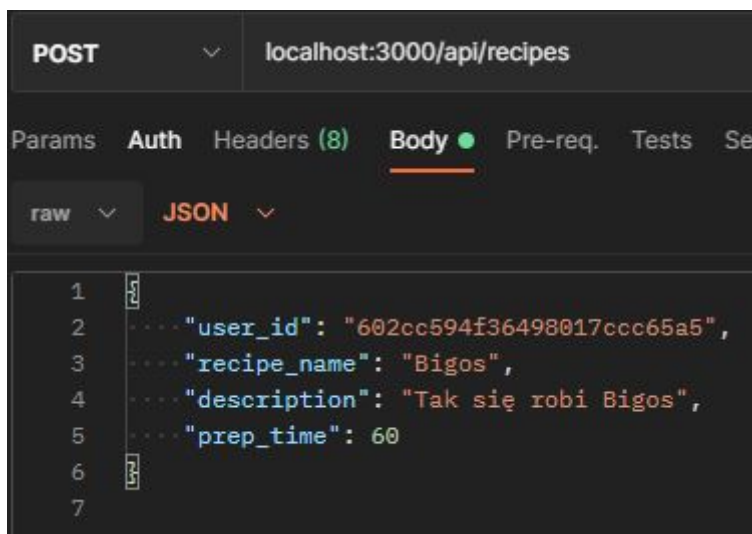 POST localhost:3000/api/recipes
Params Auth Headers (8) Body Pre-req. Tests Se
raw JSON
1 {
2 "user_id": "602cc594f36498017ccc65a5",
3 "recipe_name": "Bigos",
4 "description": "Tak się robi Bigos",
5 "prep_time": 60
6 }
7